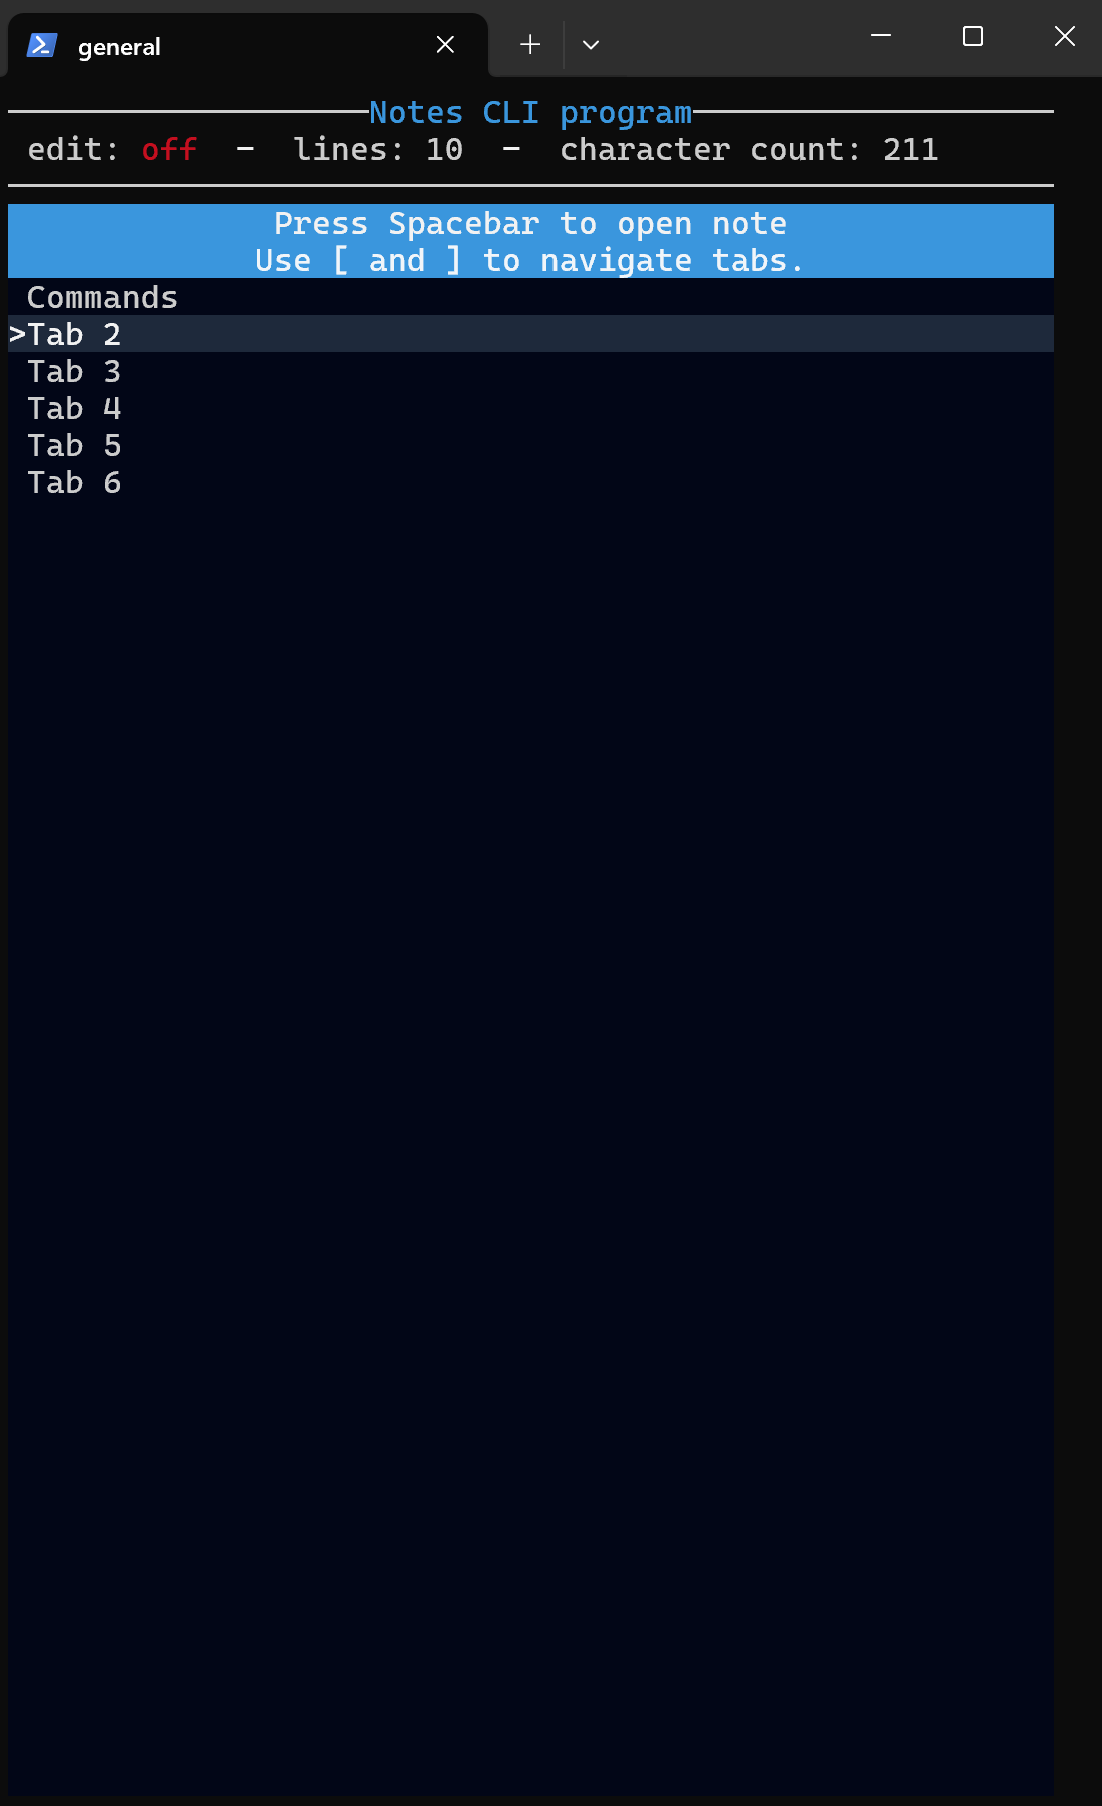 general
Notes CLI program
edit: off - lines: 10 - character count: 211
Press Spacebar to open note
Use [ and ] to navigate tabs.
Commands
>Tab 2
Tab 3
Tab 4
Tab 5
Tab 6